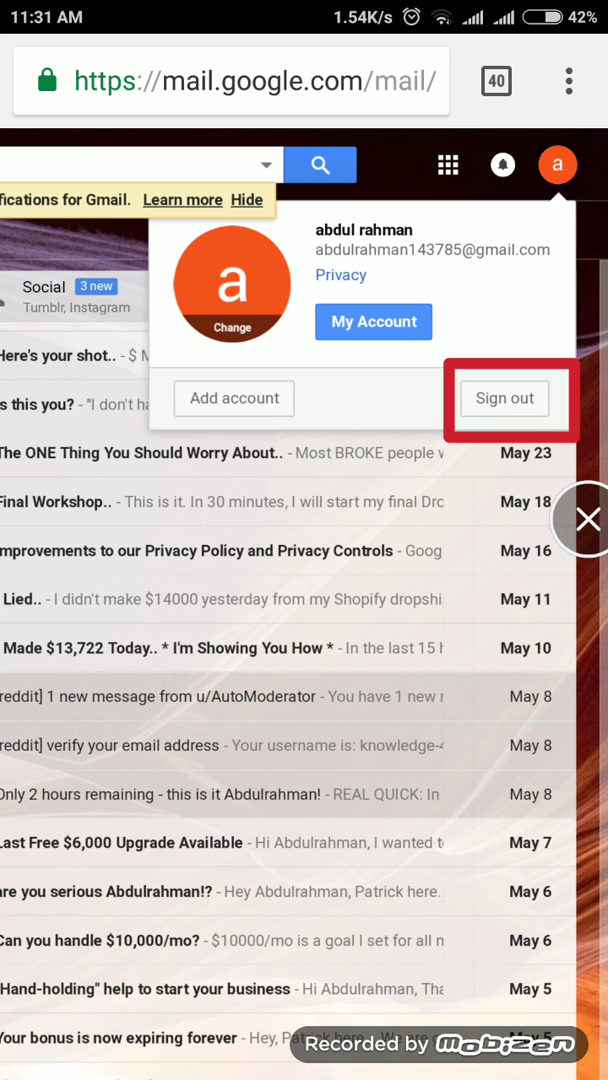 11:31 AM 1.54K/s 42%
https://mail.google.com/mail/ 40
a
fications for Gmail. Learn more Hide
abdul rahman
abdulrahman143785@gmail.com
Privacy
a
Change
My Account
Social 3 new
Tumblr, Instagram
Add account Sign out
Here's your shot.. - $
s this you? - "I don't ha
The ONE Thing You Should Worry About.. - Most BROKE people May 23
Final Workshop.. - This is it. In 30 minutes, I will start my final Dro May 18
mprovements to our Privacy Policy and Privacy Controls - Goog May 16
Lied.. - I didn't make $14000 yesterday from my Shopify dropshi May 11
Made $13,722 Today.. * I'm Showing You How * - In the last 15 May 10
reddit] 1 new message from u/AutoModerator - You have 1 new May 8
reddit] verify your email address - Your username is: knowledge- May 8
Only 2 hours remaining - this is it Abdulrahman! - REAL QUICK: In May 8
Last Free $6,000 Upgrade Available - Hi Abdulrahman, I wanted May 7
are you serious Abdulrahman!? - Hey Abdulrahman, Patrick here.. May 6
Can you handle $10,000/mo? - $10000/mo is a goal I set for all May 6
"Hand-holding" help to start your business - Hi Abdulrahman, Tha May 5
Your bonus is now expiring forever - Hey, May 5
Recorded by mobizen